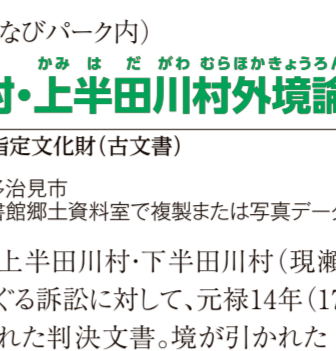 なびパーク内）
かみ は だ がわ むらほかきょうろん
村・上半田川村外境論
指定文化財（古文書）
多治見市
書館郷土資料室で複製または写真データ
上半田川村・下半田川村（現瀬
ぐる訴訟に対して、元禄14年（17
れた判決文書。境が引かれた